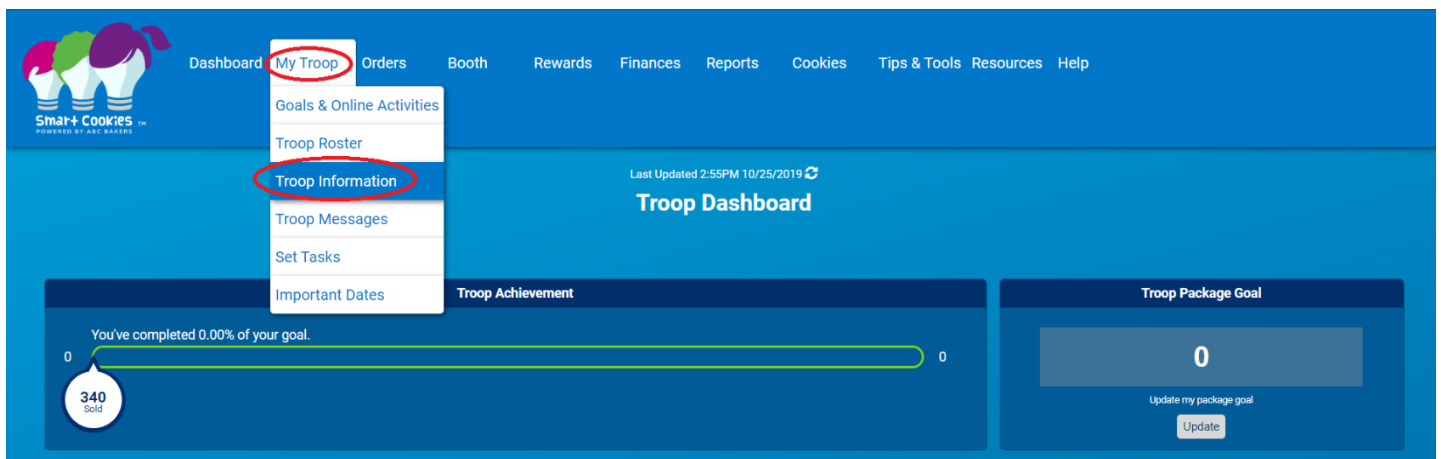 Smart Cookies TM
POWERED BY ABC BAKERS
Dashboard My Troop Orders Booth Rewards Finances Reports Cookies Tips & Tools Resources Help
Goals & Online Activities
Troop Roster
Troop Information
Troop Messages
Set Tasks
Important Dates
Last Updated 2:55PM 10/25/2019
Troop Dashboard
Troop Achievement
You've completed 0.00% of your goal.
0 0
340
Sold
Troop Package Goal
0
Update my package goal
Update